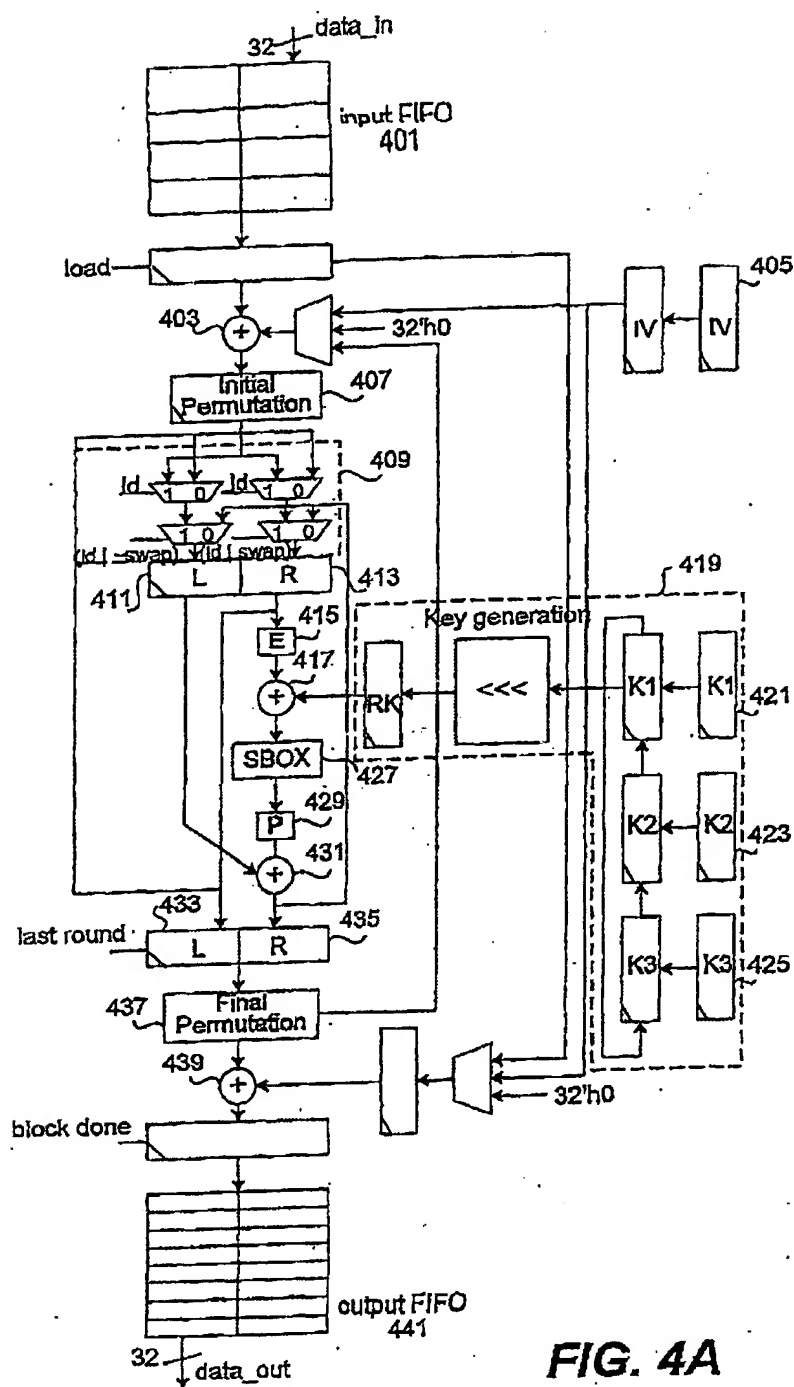 32
data_in
input FIFO
401
load
403
+
32'h0
IV
IV
405
Initial
Permutation
407
409
ld
1 0
ld
1 0
1 0
1 0
(ld | ~swap)
(ld | swap)
L
R
411
413
419
415
E
Key generation
417
+
RK
<<<
K1
K1
421
SBOX
427
429
P
K2
K2
423
+
431
433
last round
L
R
435
K3
K3
425
437
Final
Permutation
439
+
32'h0
block done
output FIFO
441
32
data_out
FIG. 4A